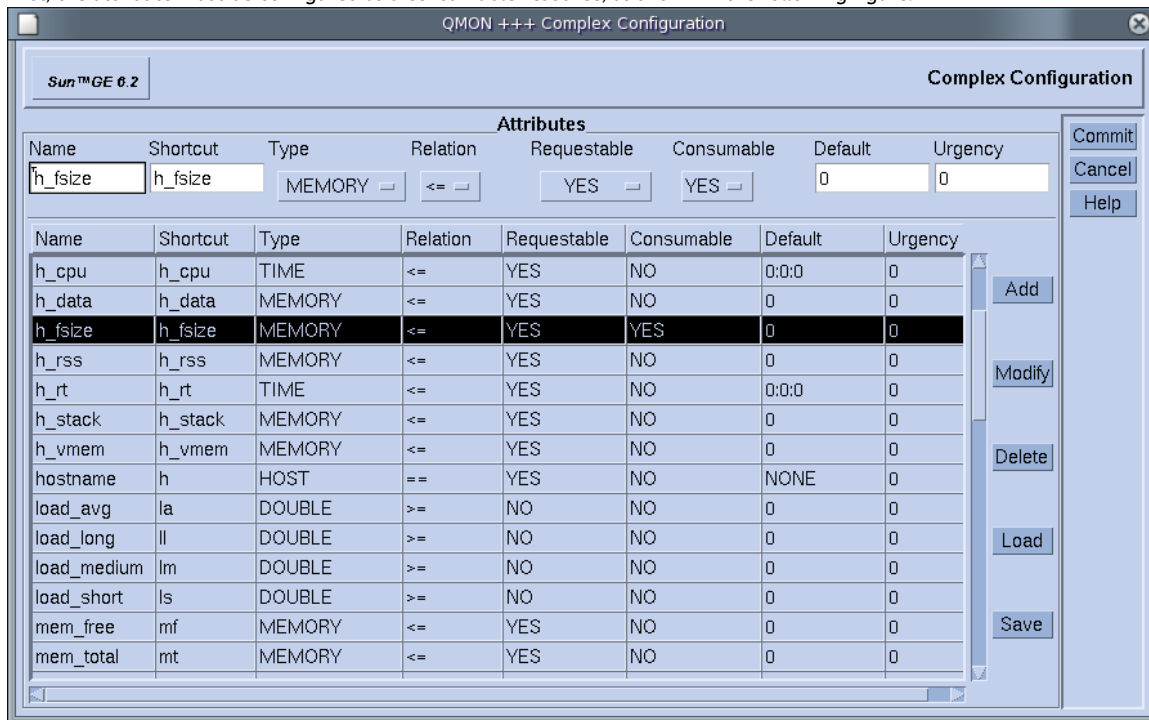 QMON +++ Complex Configuration
Sun™GE 6.2
Complex Configuration
Attributes
Name Shortcut Type Relation Requestable Consumable Default Urgency
h_fsize h_fsize MEMORY <= YES YES 0 0
Commit
Cancel
Help
Name Shortcut Type Relation Requestable Consumable Default Urgency
h_cpu h_cpu TIME <= YES NO 0:0:0 0
h_data h_data MEMORY <= YES NO 0 0
h_fsize h_fsize MEMORY <= YES YES 0 0
h_rss h_rss MEMORY <= YES NO 0 0
h_rt h_rt TIME <= YES NO 0:0:0 0
h_stack h_stack MEMORY <= YES NO 0 0
h_vmem h_vmem MEMORY <= YES NO 0 0
hostname h HOST == YES NO NONE 0
load_avg la DOUBLE >= NO NO 0 0
load_long ll DOUBLE >= NO NO 0 0
load_medium lm DOUBLE >= NO NO 0 0
load_short ls DOUBLE >= NO NO 0 0
mem_free mf MEMORY <= YES NO 0 0
mem_total mt MEMORY <= YES NO 0 0
Add
Modify
Delete
Load
Save